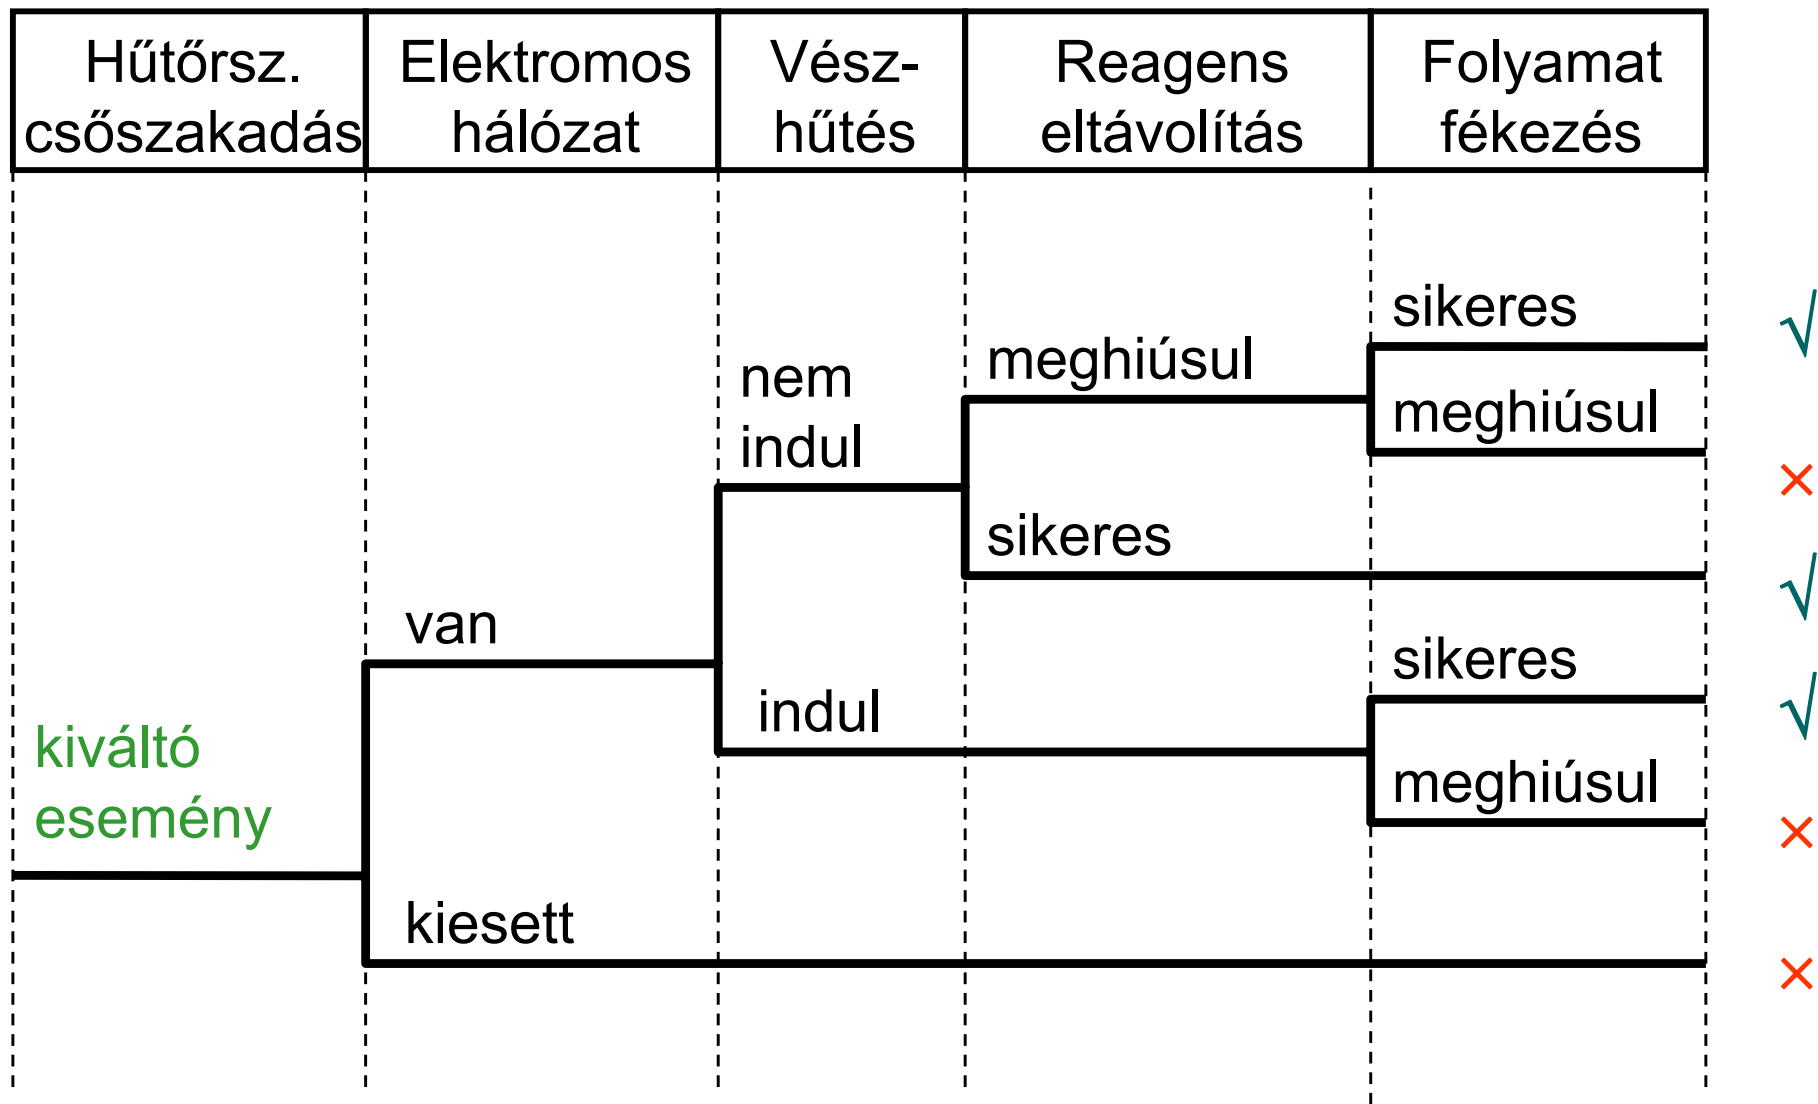 Hűtőrsz.
csőszakadás
Elektromos
hálózat
Vész-
hűtés
Reagens
eltávolítás
Folyamat
fékezés
sikeres
meghiúsul
nem
indul
meghiúsul
sikeres
van
sikeres
indul
kiváltó
esemény
meghiúsul
kiesett